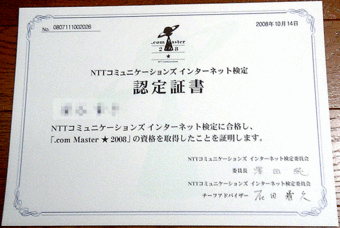 No. 0807111002026
2008年10月14日
.com Master
2008
NTTコミュニケーションズ インターネット検定
認定証書
NTTコミュニケーションズ インターネット検定に合格し、
「.com Master ★ 2008」の資格を取得したことを証明します。
NTTコミュニケーションズ インターネット検定委員会
委員長
NTTコミュニケーションズ インターネット検定委員会
チーフアドバイザー